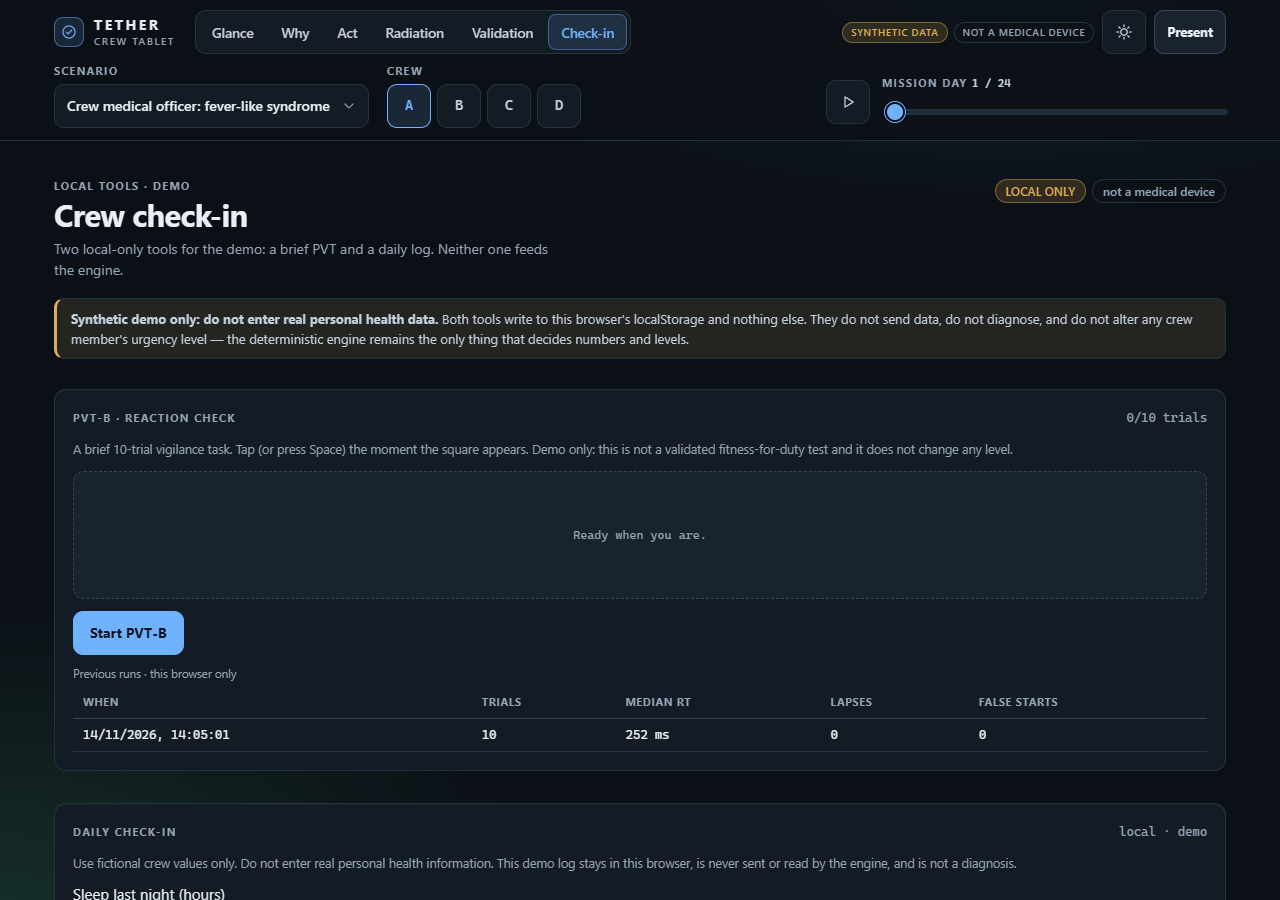 TETHER
CREW TABLET
Glance Why Act Radiation Validation Check-in
SYNTHETIC DATA NOT A MEDICAL DEVICE Present
SCENARIO
Crew medical officer: fever-like syndrome
CREW
A B C D
MISSION DAY 1 / 24
LOCAL TOOLS · DEMO
Crew check-in
LOCAL ONLY not a medical device
Two local-only tools for the demo: a brief PVT and a daily log. Neither one feeds
the engine.
Synthetic demo only: do not enter real personal health data. Both tools write to this browser's localStorage and nothing else. They do not send data, do not diagnose, and do not alter any crew
member's urgency level — the deterministic engine remains the only thing that decides numbers and levels.
PVT-B · REACTION CHECK 0/10 trials
A brief 10-trial vigilance task. Tap (or press Space) the moment the square appears. Demo only: this is not a validated fitness-for-duty test and it does not change any level.
Ready when you are.
Start PVT-B
Previous runs · this browser only
WHEN TRIALS MEDIAN RT LAPSES FALSE STARTS
14/11/2026, 14:05:01 10 252 ms 0 0
DAILY CHECK-IN local · demo
Use fictional crew values only. Do not enter real personal health information. This demo log stays in this browser, is never sent or read by the engine, and is not a diagnosis.
Sleep last night (hours)